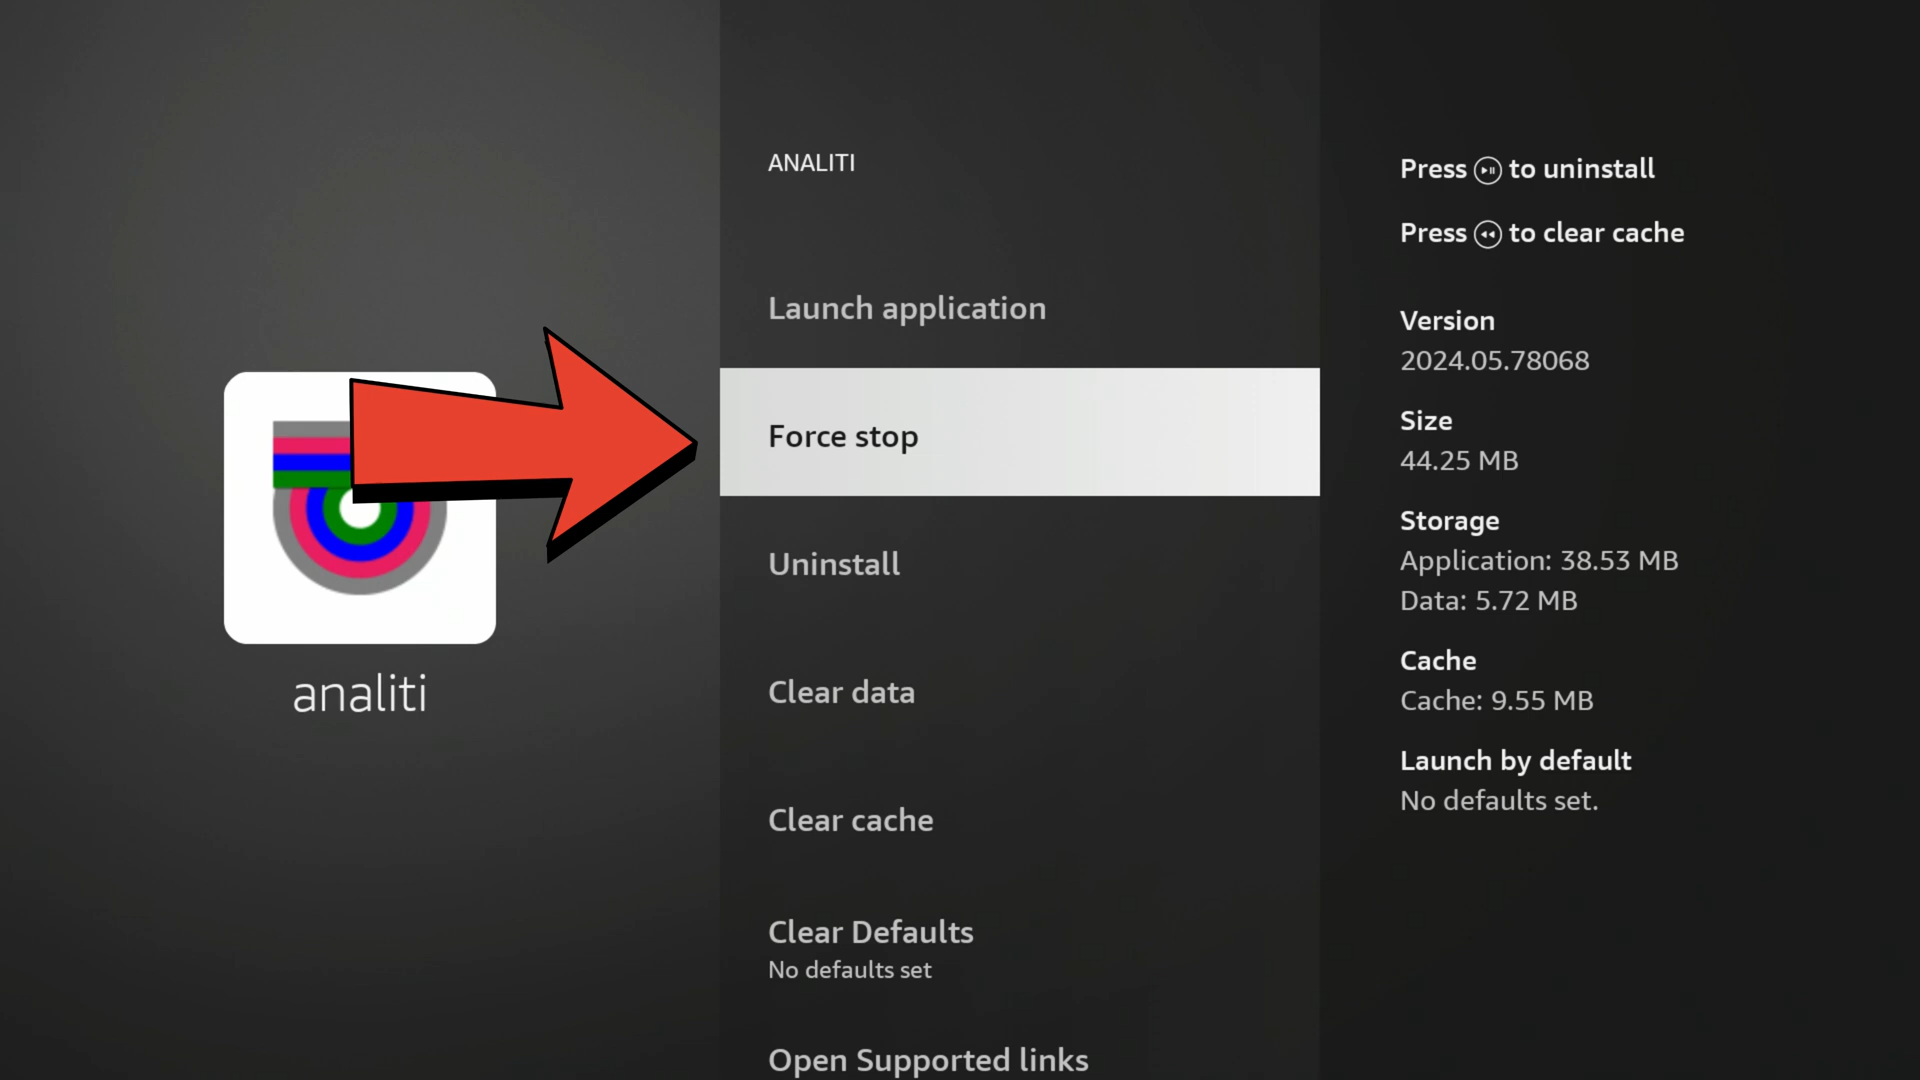 analiti
ANALITI
Launch application
Force stop
Uninstall
Clear data
Clear cache
Clear Defaults
No defaults set
Open Supported links
Press to uninstall
Press to clear cache
Version
2024.05.78068
Size
44.25 MB
Storage
Application: 38.53 MB
Data: 5.72 MB
Cache
Cache: 9.55 MB
Launch by default
No defaults set.